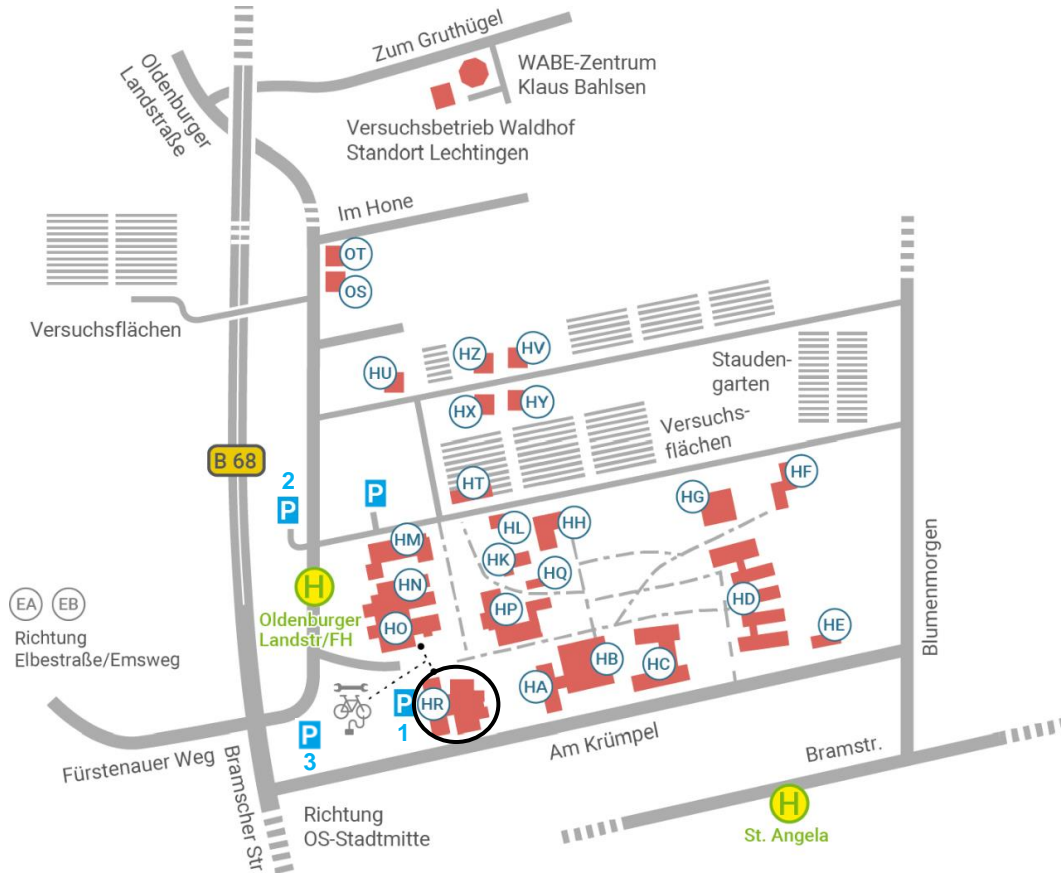 Zum Gruthügel
Oldenburger
Landstraße
WABE-Zentrum
Klaus Bahlsen
Versuchsbetrieb Waldhof
Standort Lechtingen
Im Hone
OT
OS
Versuchsflächen
HZ
HV
HU
HX
HY
Stauden-
garten
Versuchs-
flächen
B 68
2
P
P
HT
HF
HG
HL
HH
HM
HK
HQ
HN
HP
HD
HO
HE
HB
HC
HA
HR
H
Oldenburger
Landstr/FH
EA EB
Richtung
Elbestraße/Emsweg
Blumenmorgen
P
1
P
3
Fürstenauer Weg
Bramscher Str
Am Krümpel
Bramstr.
Richtung
OS-Stadtmitte
H
St. Angela